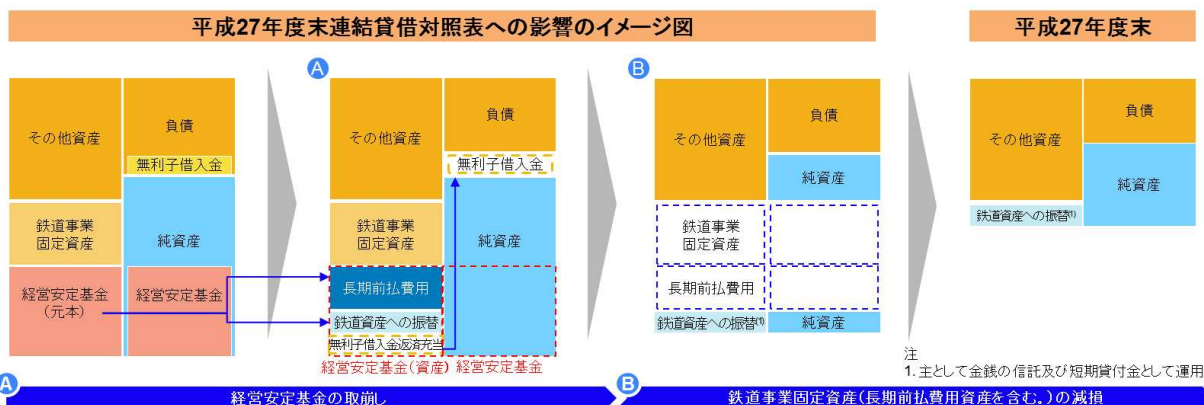 平成27年度末連結貸借対照表への影響のイメージ図
平成27年度末
その他資産
負債
無利子借入金
鉄道事業
固定資産
純資産
経営安定基金
(元本)
経営安定基金
A
その他資産
負債
無利子借入金
鉄道事業
固定資産
純資産
長期前払費用
鉄道資産への振替
無利子借入金返済充当
経営安定基金(資産)
経営安定基金
B
その他資産
負債
純資産
鉄道事業
固定資産
長期前払費用
鉄道資産への振替(1)
純資産
その他資産
負債
純資産
鉄道資産への振替(1)
注
1. 主として金銭の信託及び短期貸付金として運用
A
経営安定基金の取崩し
B
鉄道事業固定資産(長期前払費用資産を含む。)の減損